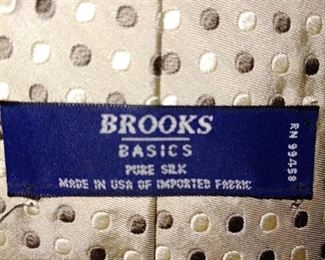 BROOKS
BASICS
PURE SILK
MADE IN USA OF IMPORTED FABRIC
RN 99458